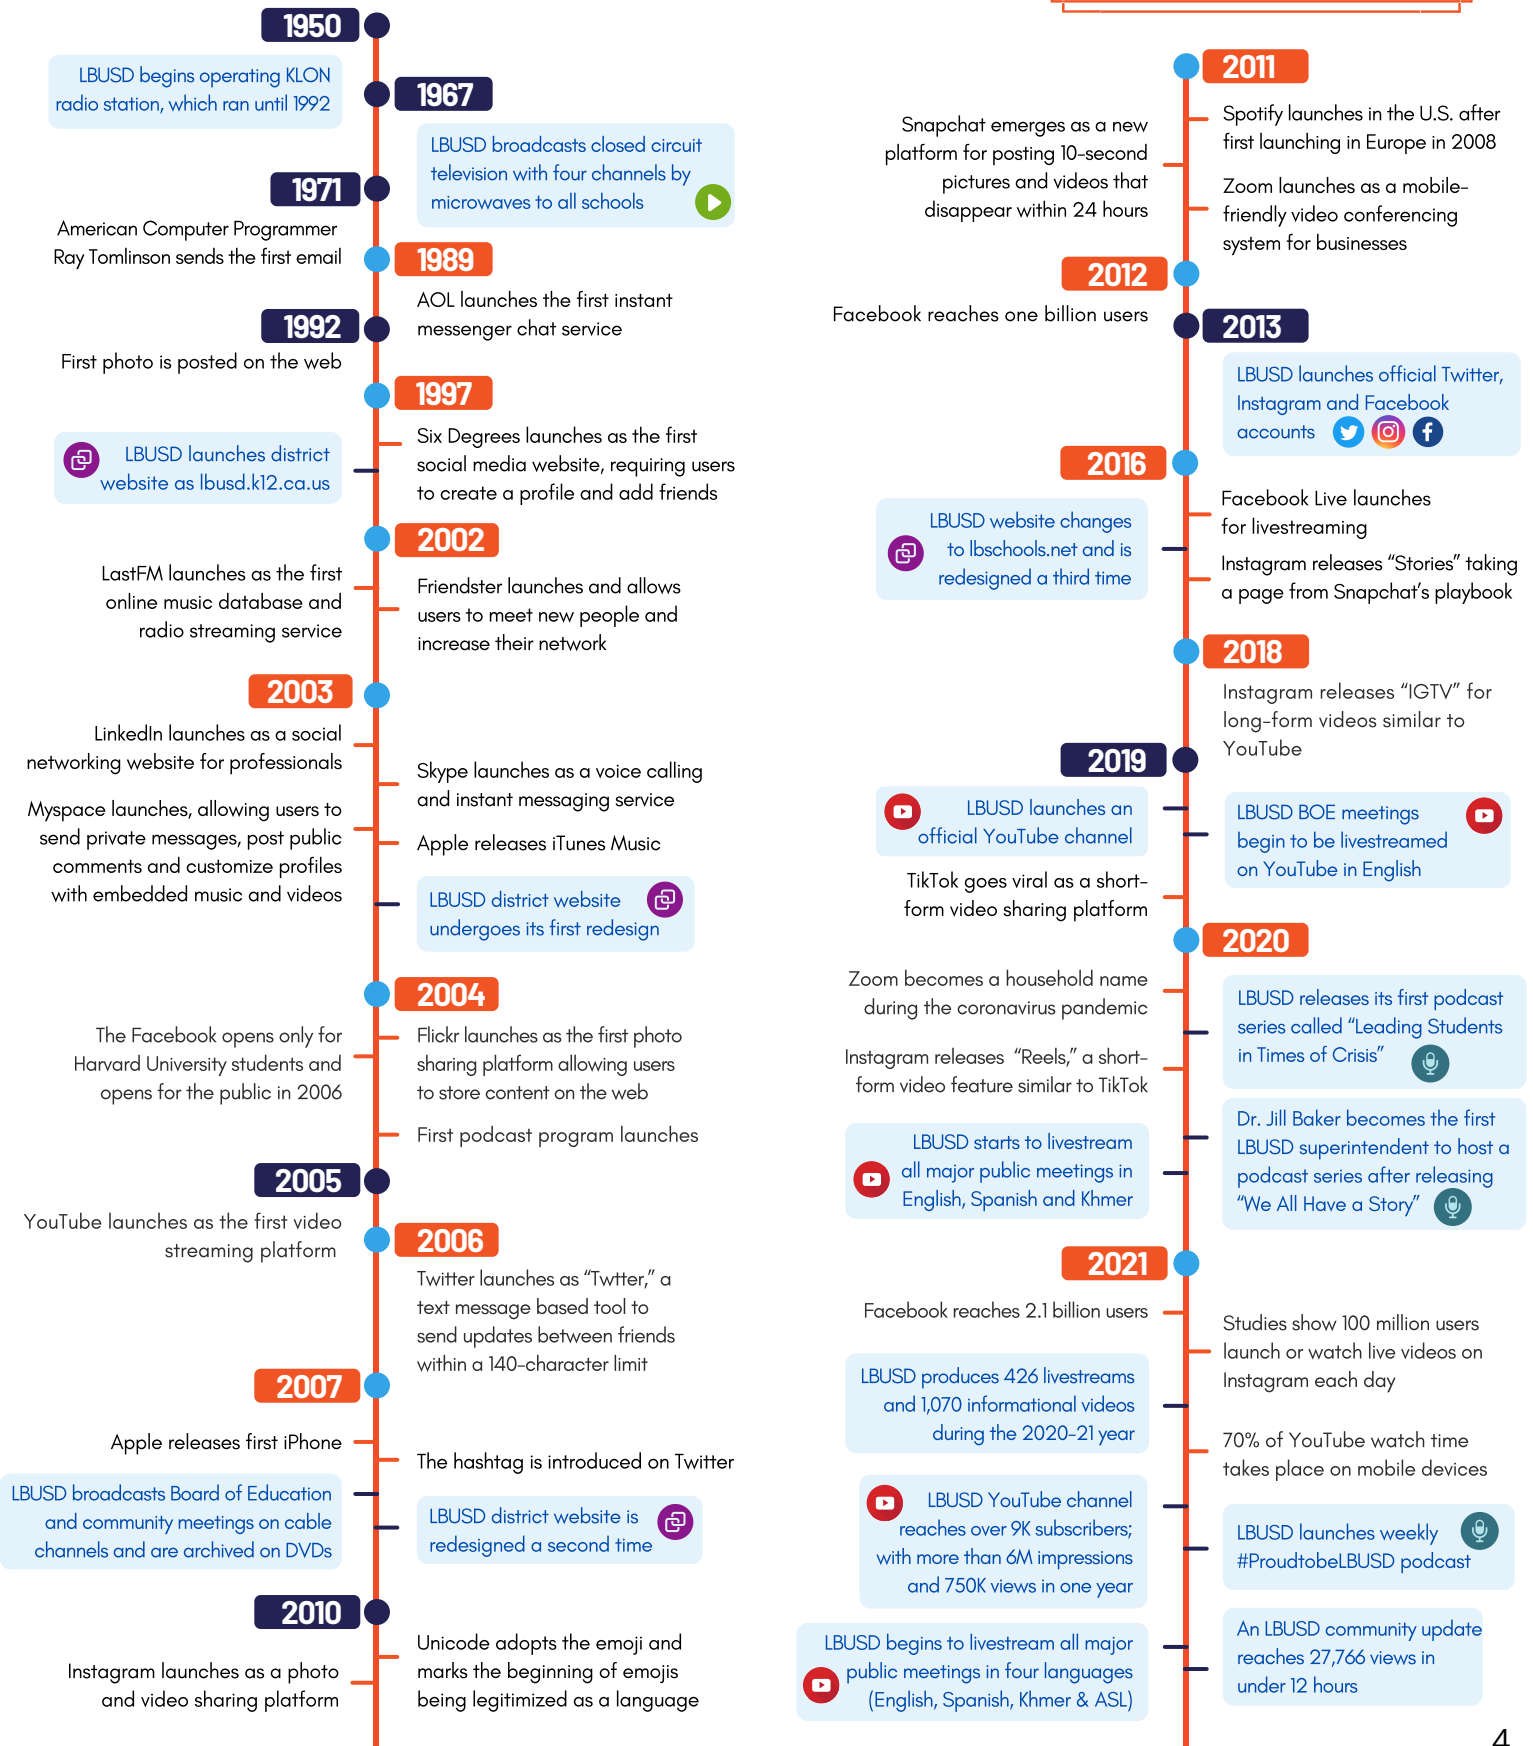 1950
LBUSD begins operating KLON
radio station, which ran until 1992
1967
LBUSD broadcasts closed circuit
television with four channels by
microwaves to all schools
1971
American Computer Programmer
Ray Tomlinson sends the first email
1989
AOL launches the first instant
messenger chat service
1992
First photo is posted on the web
1997
Six Degrees launches as the first
social media website, requiring users
to create a profile and add friends
LBUSD launches district
website as lbusd.k12.ca.us
2002
LastFM launches as the first
online music database and
radio streaming service
Friendster launches and allows
users to meet new people and
increase their network
2003
LinkedIn launches as a social
networking website for professionals
Skype launches as a voice calling
and instant messaging service
Myspace launches, allowing users to
send private messages, post public
comments and customize profiles
with embedded music and videos
Apple releases iTunes Music
LBUSD district website
undergoes its first redesign
2004
The Facebook opens only for
Harvard University students and
opens for the public in 2006
Flickr launches as the first photo
sharing platform allowing users
to store content on the web
First podcast program launches
2005
YouTube launches as the first video
streaming platform
2006
Twitter launches as “Twtter,” a
text message based tool to
send updates between friends
within a 140-character limit
2007
Apple releases first iPhone
The hashtag is introduced on Twitter
LBUSD broadcasts Board of Education
and community meetings on cable
channels and are archived on DVDs
LBUSD district website is
redesigned a second time
2010
Instagram launches as a photo
and video sharing platform
Unicode adopts the emoji and
marks the beginning of emojis
being legitimized as a language
2011
Spotify launches in the U.S. after
first launching in Europe in 2008
Snapchat emerges as a new
platform for posting 10-second
pictures and videos that
disappear within 24 hours
Zoom launches as a mobile-
friendly video conferencing
system for businesses
2012
Facebook reaches one billion users
2013
LBUSD launches official Twitter,
Instagram and Facebook
accounts
2016
Facebook Live launches
for livestreaming
LBUSD website changes
to lbschools.net and is
redesigned a third time
Instagram releases “Stories” taking
a page from Snapchat’s playbook
2018
Instagram releases “IGTV” for
long-form videos similar to
YouTube
2019
LBUSD launches an
official YouTube channel
LBUSD BOE meetings
begin to be livestreamed
on YouTube in English
TikTok goes viral as a short-
form video sharing platform
2020
Zoom becomes a household name
during the coronavirus pandemic
LBUSD releases its first podcast
series called “Leading Students
in Times of Crisis”
Instagram releases “Reels,” a short-
form video feature similar to TikTok
Dr. Jill Baker becomes the first
LBUSD superintendent to host a
podcast series after releasing
“We All Have a Story”
LBUSD starts to livestream
all major public meetings in
English, Spanish and Khmer
2021
Facebook reaches 2.1 billion users
Studies show 100 million users
launch or watch live videos on
Instagram each day
LBUSD produces 426 livestreams
and 1,070 informational videos
during the 2020-21 year
70% of YouTube watch time
takes place on mobile devices
LBUSD YouTube channel
reaches over 9K subscribers;
with more than 6M impressions
and 750K views in one year
LBUSD launches weekly
#ProudtobeLBUSD podcast
LBUSD begins to livestream all major
public meetings in four languages
(English, Spanish, Khmer & ASL)
An LBUSD community update
reaches 27,766 views in
under 12 hours
4